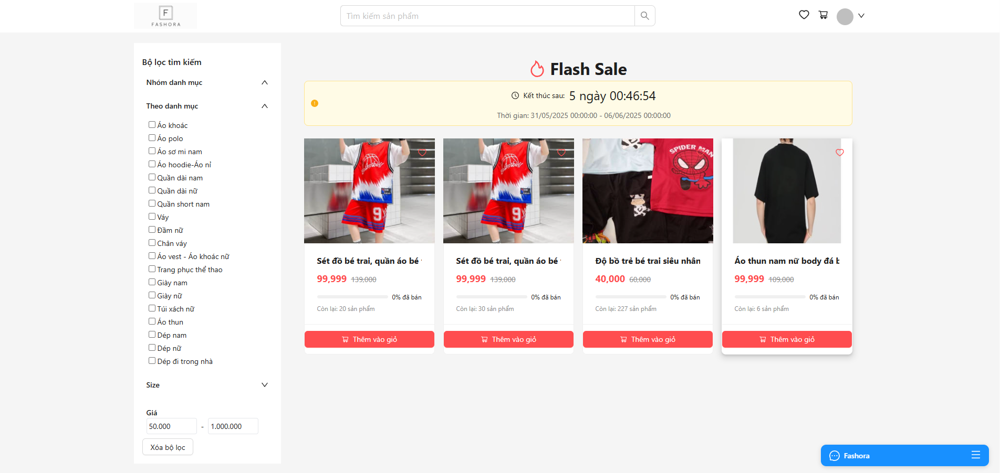 F
FASHORA
Tìm kiếm sản phẩm
Bộ lọc tìm kiếm
Nhóm danh mục
Theo danh mục
Áo khoác
Áo polo
Áo sơ mi nam
Áo hoodie-Áo nỉ
Quần dài nam
Quần dài nữ
Quần short nam
Váy
Đầm nữ
Chân váy
Áo vest - Áo khoác nữ
Trang phục thể thao
Giày nam
Giày nữ
Túi xách nữ
Áo thun
Dép nam
Dép nữ
Dép đi trong nhà
Size
Giá
50.000 - 1.000.000
Xóa bộ lọc
Flash Sale
Kết thúc sau: 5 ngày 00:46:54
Thời gian: 31/05/2025 00:00:00 - 06/06/2025 00:00:00
Basketball
9
Sét đồ bé trai, quần áo bé
99,999 139,000
0% đã bán
Còn lại: 20 sản phẩm
Thêm vào giỏ
Basketball
9
Sét đồ bé trai, quần áo bé
99,999 139,000
0% đã bán
Còn lại: 30 sản phẩm
Thêm vào giỏ
SPIDER MAN
Độ bồ trẻ bé trai siêu nhân
40,000 60,000
0% đã bán
Còn lại: 227 sản phẩm
Thêm vào giỏ
Áo thun nam nữ body đá b
99,999 109,000
0% đã bán
Còn lại: 6 sản phẩm
Thêm vào giỏ
Fashora